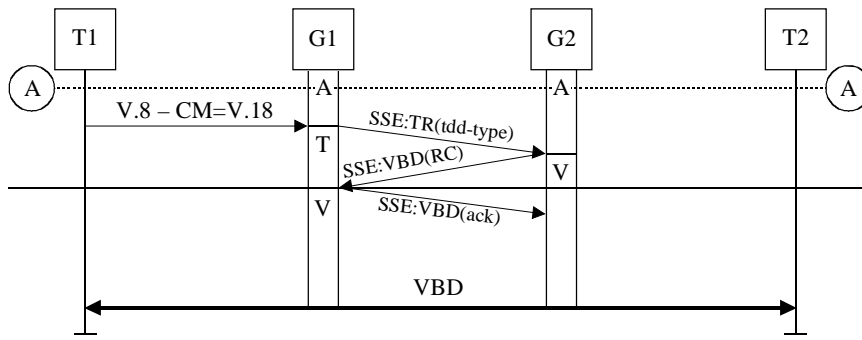 T1 G1 G2 T2
A A A A
V.8 – CM=V.18
SSE:TR(tdd-type)
T
SSE:VBD(RC)
V
V
SSE:VBD(ack)
VBD